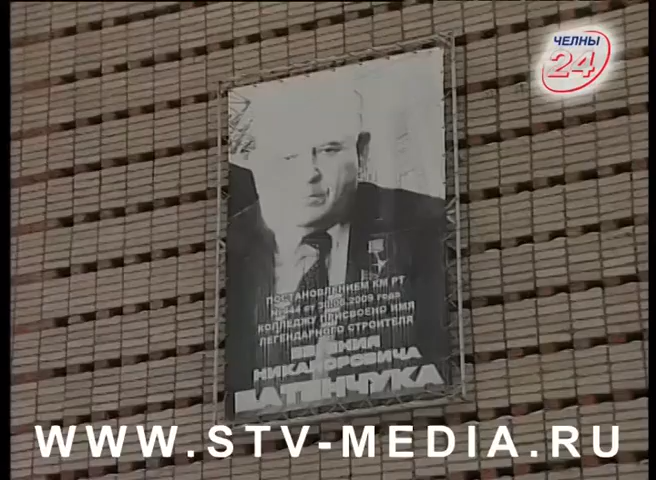 ЧЕЛНЫ
24
ПОСТАНОВЛЕНИЕМ КМ РТ
КОЛЛЕДЖУ ПРИСВОЕНО ИМЯ
ЛЕГЕНДАРНОГО СТРОИТЕЛЯ
ЕВГЕНИЯ
НИКАНОРОВИЧА
БАТЕНЧУКА
WWW.STV-MEDIA.RU